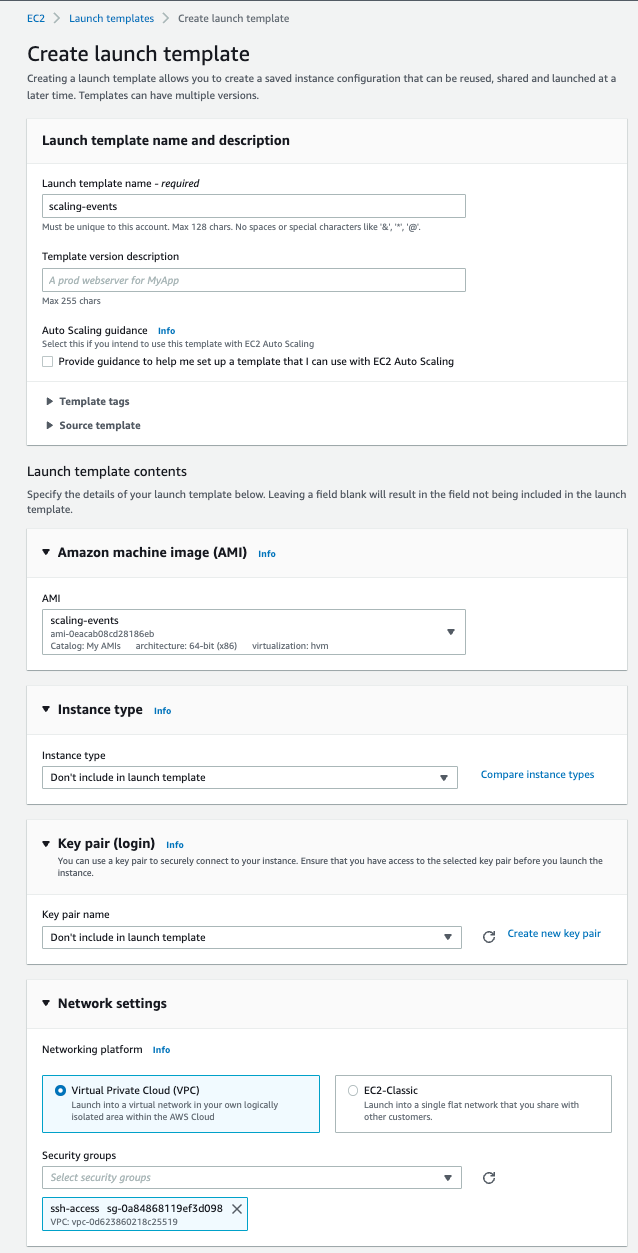 EC2 > Launch templates > Create launch template
Create launch template
Creating a launch template allows you to create a saved instance configuration that can be reused, shared and launched at a
later time. Templates can have multiple versions.
Launch template name and description
Launch template name - required
scaling-events
Must be unique to this account. Max 128 chars. No spaces or special characters like '&', '*', '@'.
Template version description
A prod webserver for MyApp
Max 255 chars
Auto Scaling guidance Info
Select this if you intend to use this template with EC2 Auto Scaling
Provide guidance to help me set up a template that I can use with EC2 Auto Scaling
Template tags
Source template
Launch template contents
Specify the details of your launch template below. Leaving a field blank will result in the field not being included in the launch
template.
Amazon machine image (AMI) Info
AMI
scaling-events
ami-0eacab08cd28186eb
Catalog: My AMIs architecture: 64-bit (x86) virtualization: hvm
Instance type Info
Instance type
Don't include in launch template Compare instance types
Key pair (login) Info
You can use a key pair to securely connect to your instance. Ensure that you have access to the selected key pair before you launch the
instance.
Key pair name
Don't include in launch template Create new key pair
Network settings
Networking platform Info
Virtual Private Cloud (VPC)
Launch into a virtual network in your own logically
isolated area within the AWS Cloud
EC2-Classic
Launch into a single flat network that you share with
other customers.
Security groups
Select security groups
ssh-access sg-0a84868119ef3d098
VPC: vpc-0d623860218c25519